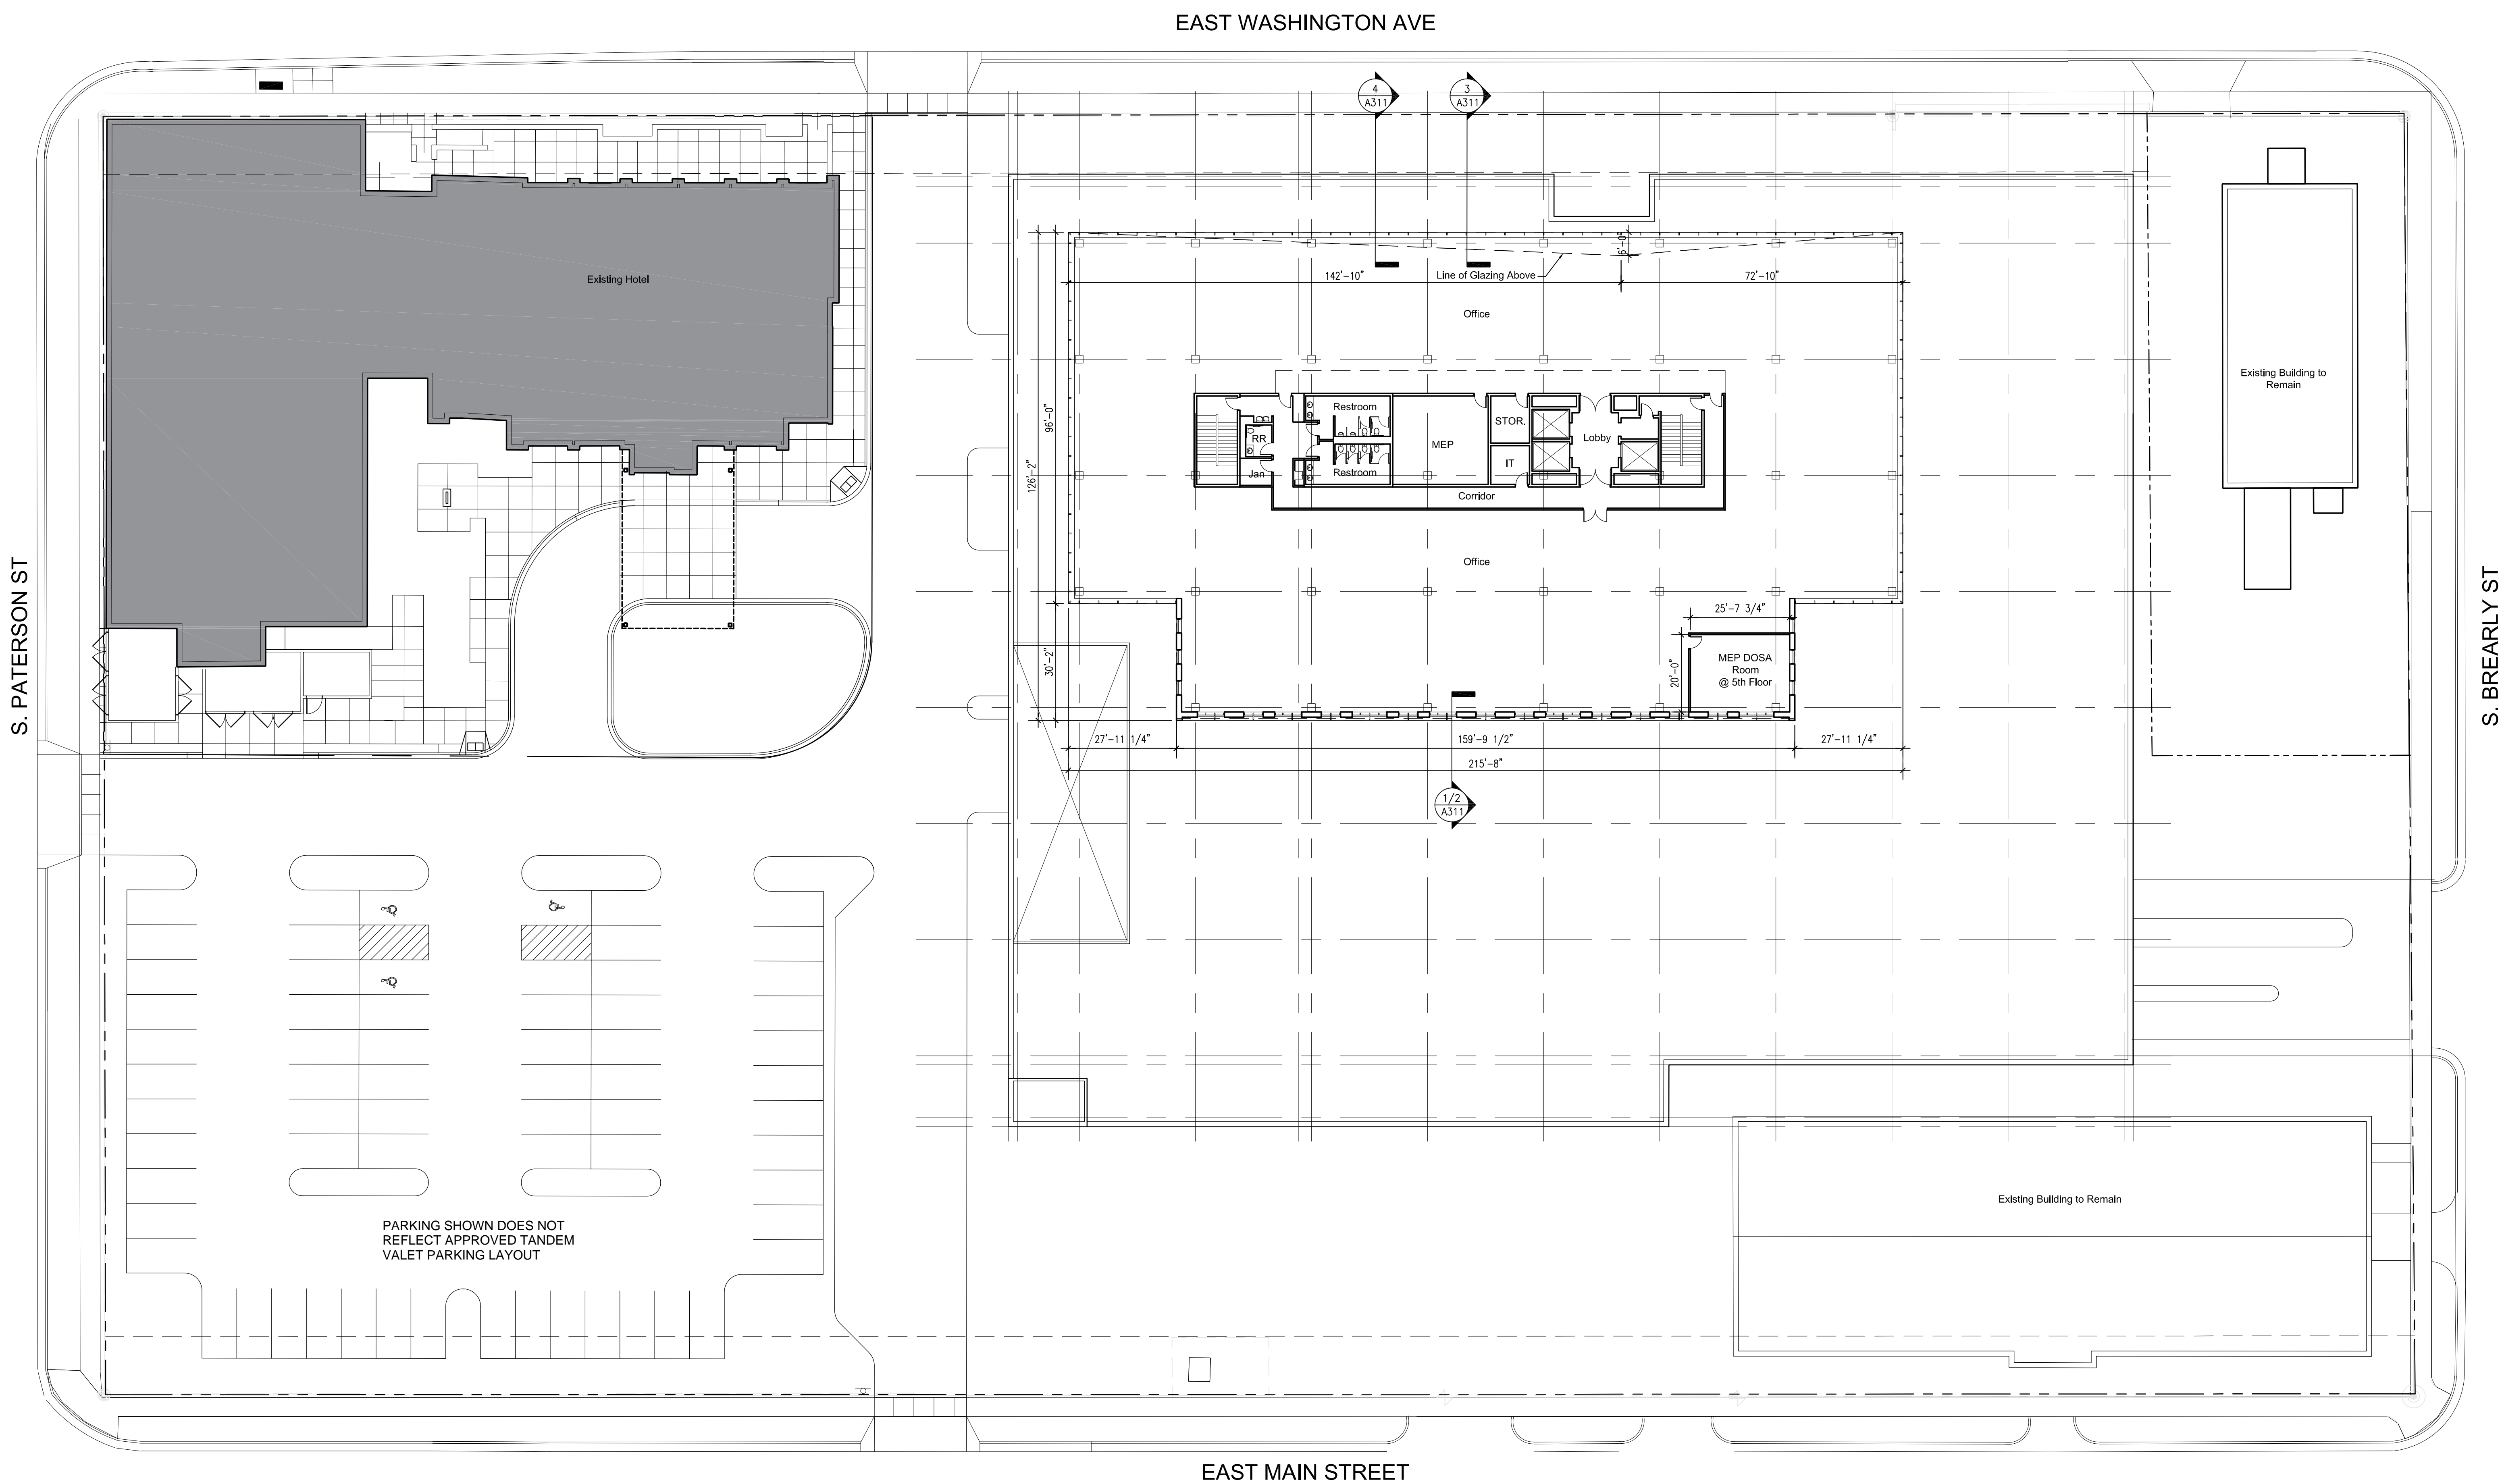 EAST WASHINGTON AVE
4
A311
3
A311
Existing Hotel
6'-0"
142'-10"
Line of Glazing Above
72'-10"
Office
Existing Building to
Remain
96'-0"
126'-2"
Restroom
RR
MEP
STOR.
Lobby
IT
Jan
Restroom
Corridor
Office
S. PATERSON ST
S. BREARLY ST
25'-7 3/4"
30'-2"
20'-0"
MEP DOSA
Room
@ 5th Floor
27'-11 1/4"
159'-9 1/2"
27'-11 1/4"
215'-8"
1/2
A311
Existing Building to Remain
PARKING SHOWN DOES NOT
REFLECT APPROVED TANDEM
VALET PARKING LAYOUT
EAST MAIN STREET